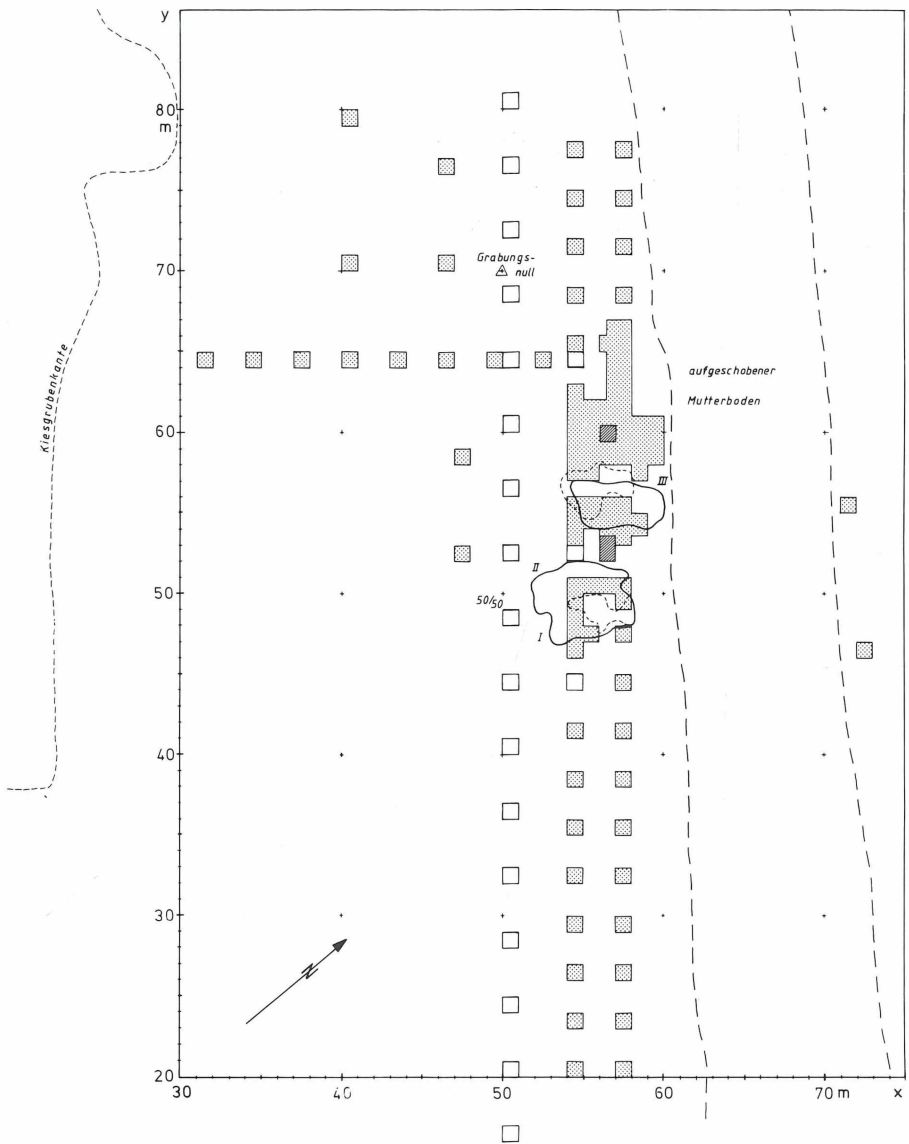 y
80
m
70
Grabungs-
null
Kiesgrubenkante
aufgeschobener
Mutterboden
60
III
II
50
50/50
I
40
30
N
20
30
40
50
60
70 m
x